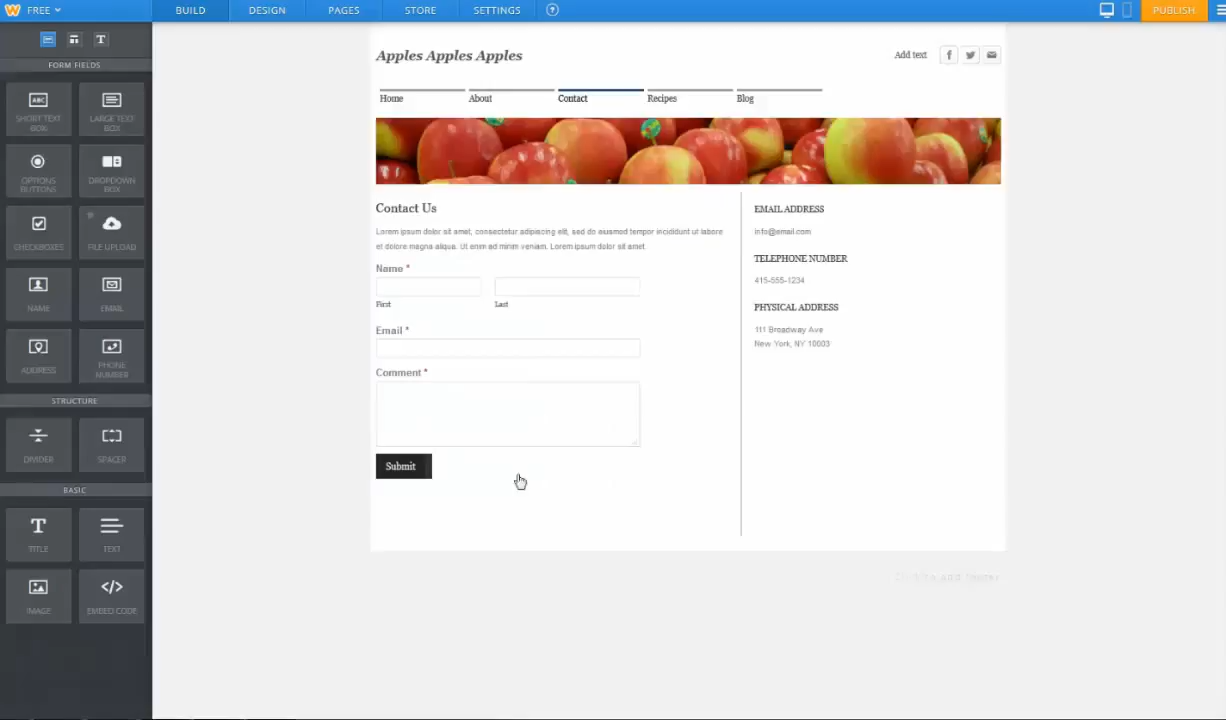 FREE BUILD DESIGN PAGES STORE SETTINGS ? PUBLISH
FORM FIELDS
ABC
SHORT TEXT BOX
LARGE TEXT BOX
OPTIONS BUTTONS
DROPDOWN BOX
CHECKBOXES
FILE UPLOAD
NAME
EMAIL
ADDRESS
PHONE NUMBER
STRUCTURE
DIVIDER
SPACER
BASIC
TITLE
TEXT
IMAGE
EMBED CODE
Apples Apples Apples
Add text
Home About Contact Recipes Blog
Contact Us
Lorem ipsum dolor sit amet, consectetur adipiscing elit, sed do eiusmod tempor incididunt ut labore
et dolore magna aliqua. Ut enim ad minim veniam. Lorem ipsum dolor sit amet
Name *
First Last
Email *
Comment *
Submit
EMAIL ADDRESS
info@email.com
TELEPHONE NUMBER
415-555-1234
PHYSICAL ADDRESS
111 Broadway Ave
New York, NY 10003